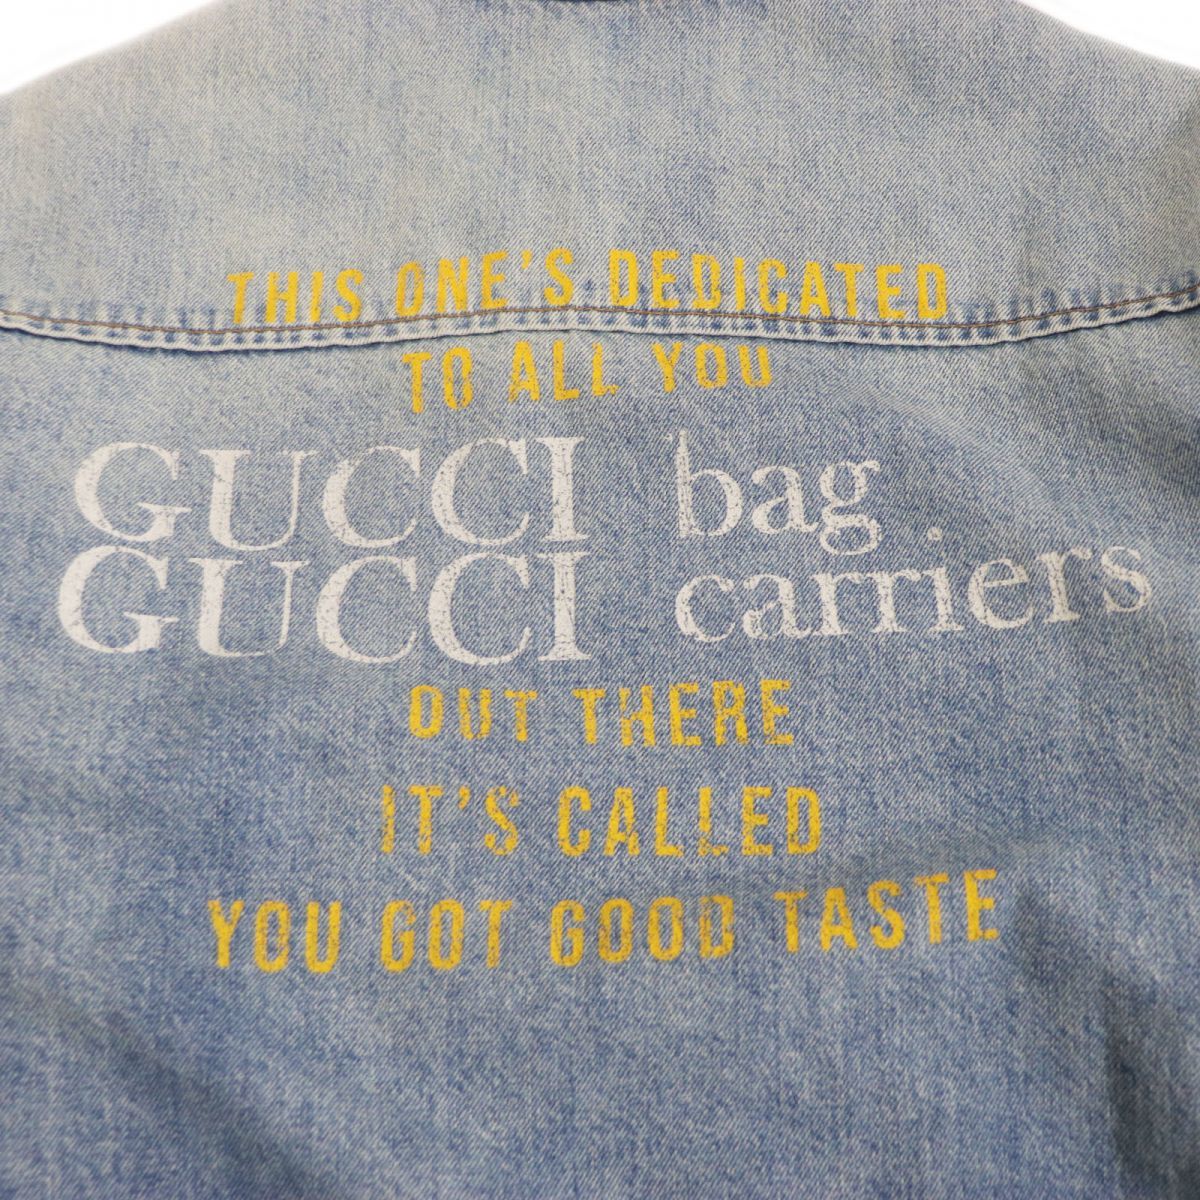 THIS ONE'S DEDICATED
TO ALL YOU
GUCCI bag
GUCCI carriers
OUT THERE
IT'S CALLED
YOU GOT GOOD TASTE